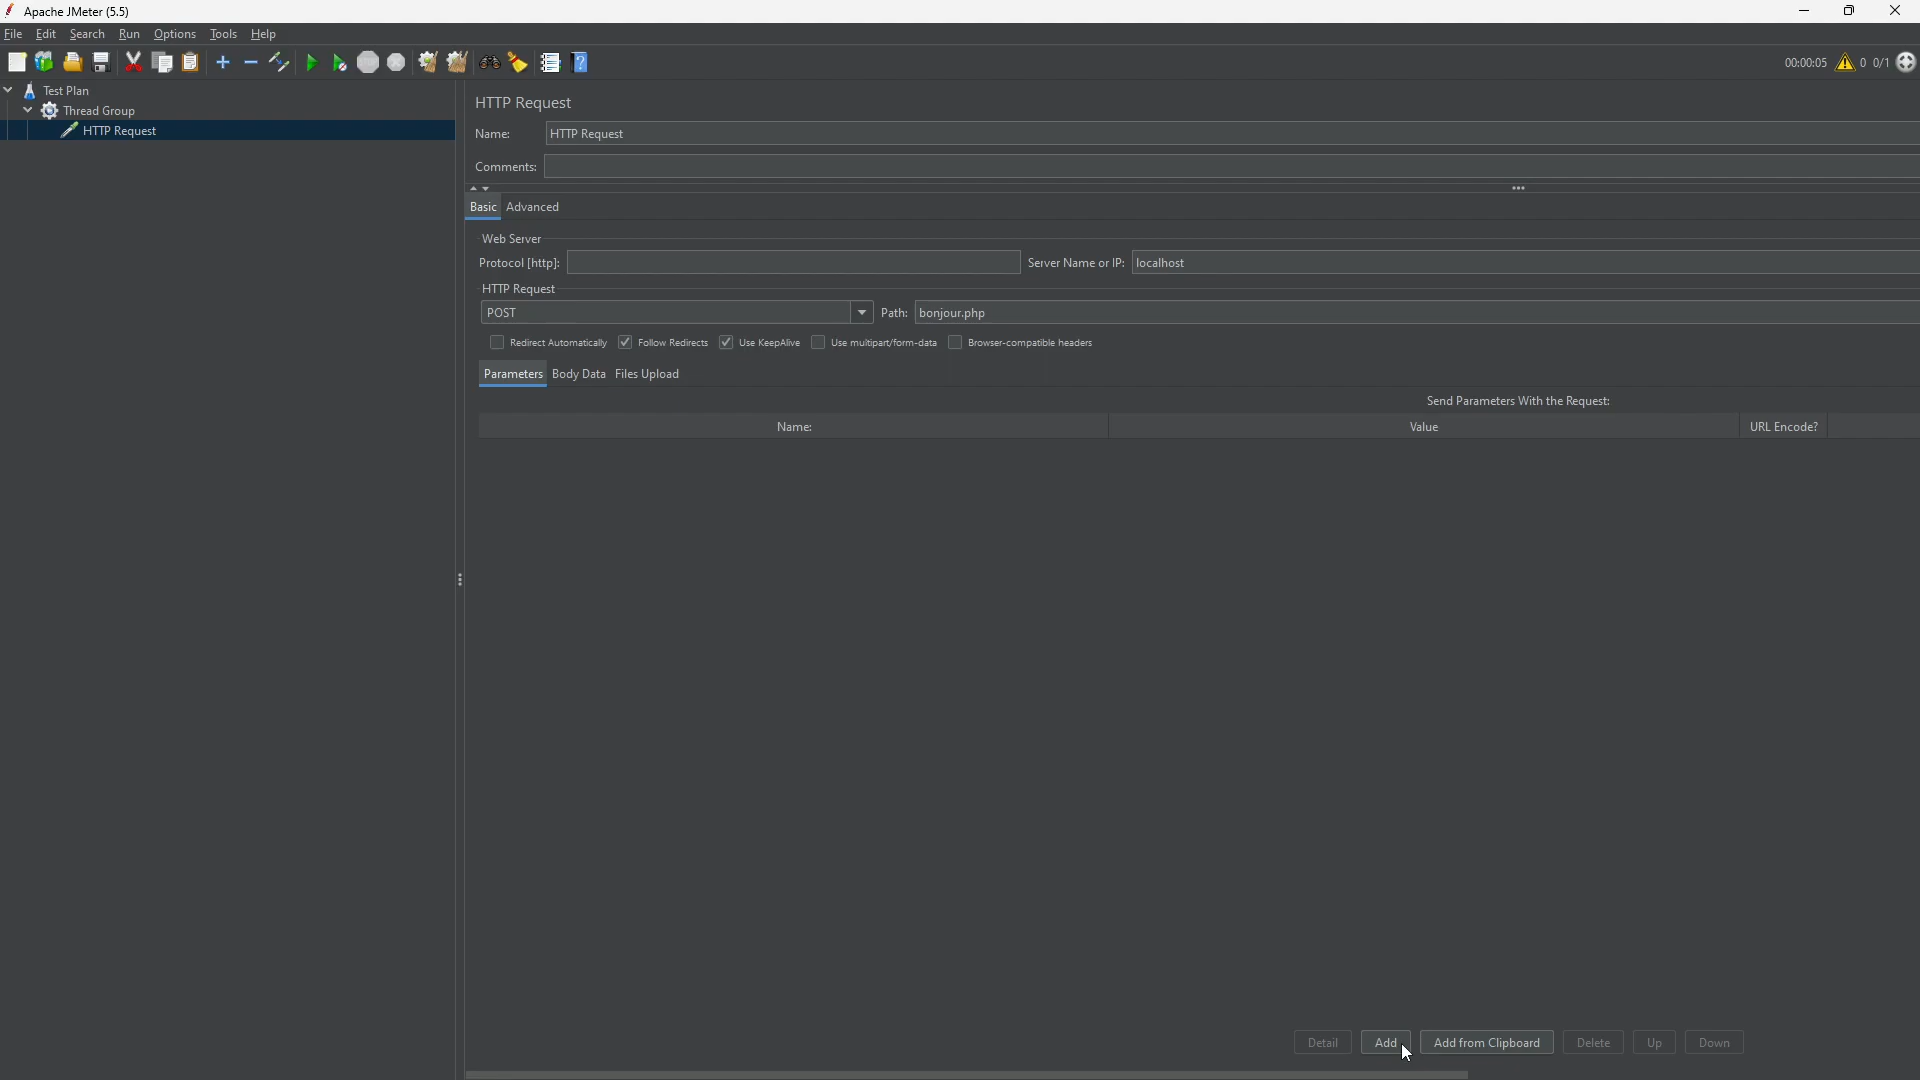 Apache JMeter (5.5)
File Edit Search Run Options Tools Help
00:00:05 0 0/1
Test Plan
Thread Group
HTTP Request
HTTP Request
Name: HTTP Request
Comments:
Basic Advanced
Web Server
Protocol [http]: Server Name or IP: localhost
HTTP Request
POST Path: bonjour.php
Redirect Automatically Follow Redirects Use KeepAlive Use multipart/form-data Browser-compatible headers
Parameters Body Data Files Upload
Send Parameters With the Request:
Name: Value URL Encode?
Detail Add Add from Clipboard Delete Up Down